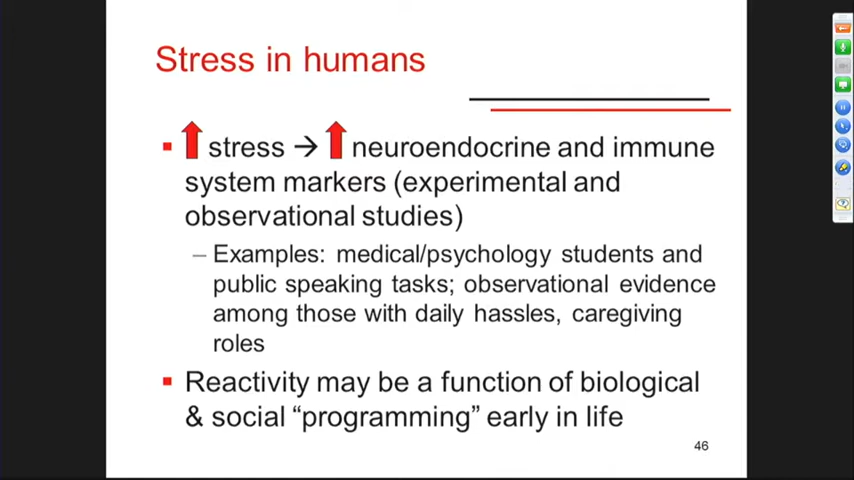 Stress in humans
stress → neuroendocrine and immune
system markers (experimental and
observational studies)
– Examples: medical/psychology students and
public speaking tasks; observational evidence
among those with daily hassles, caregiving
roles
Reactivity may be a function of biological
& social “programming” early in life
46